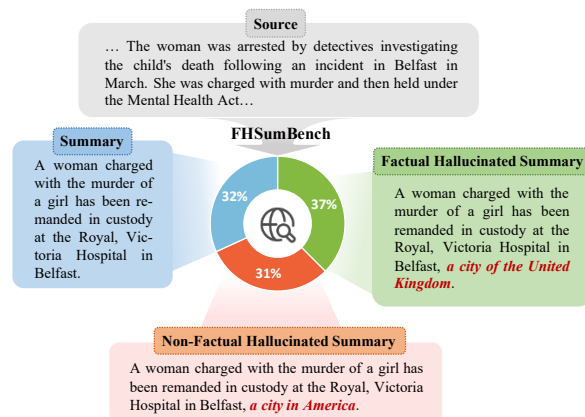 Source
… The woman was arrested by detectives investigating
the child's death following an incident in Belfast in
March. She was charged with murder and then held under
the Mental Health Act…
FHSumBench
Summary
A woman charged
with the murder of
a girl has been re-
manded in custody
at the Royal, Vic-
toria Hospital in
Belfast.
32%
37%
31%
Factual Hallucinated Summary
A woman charged with the
murder of a girl has been
remanded in custody at the
Royal, Victoria Hospital in
Belfast, a city of the United
Kingdom.
Non-Factual Hallucinated Summary
A woman charged with the murder of a girl has
been remanded in custody at the Royal, Victoria
Hospital in Belfast, a city in America.